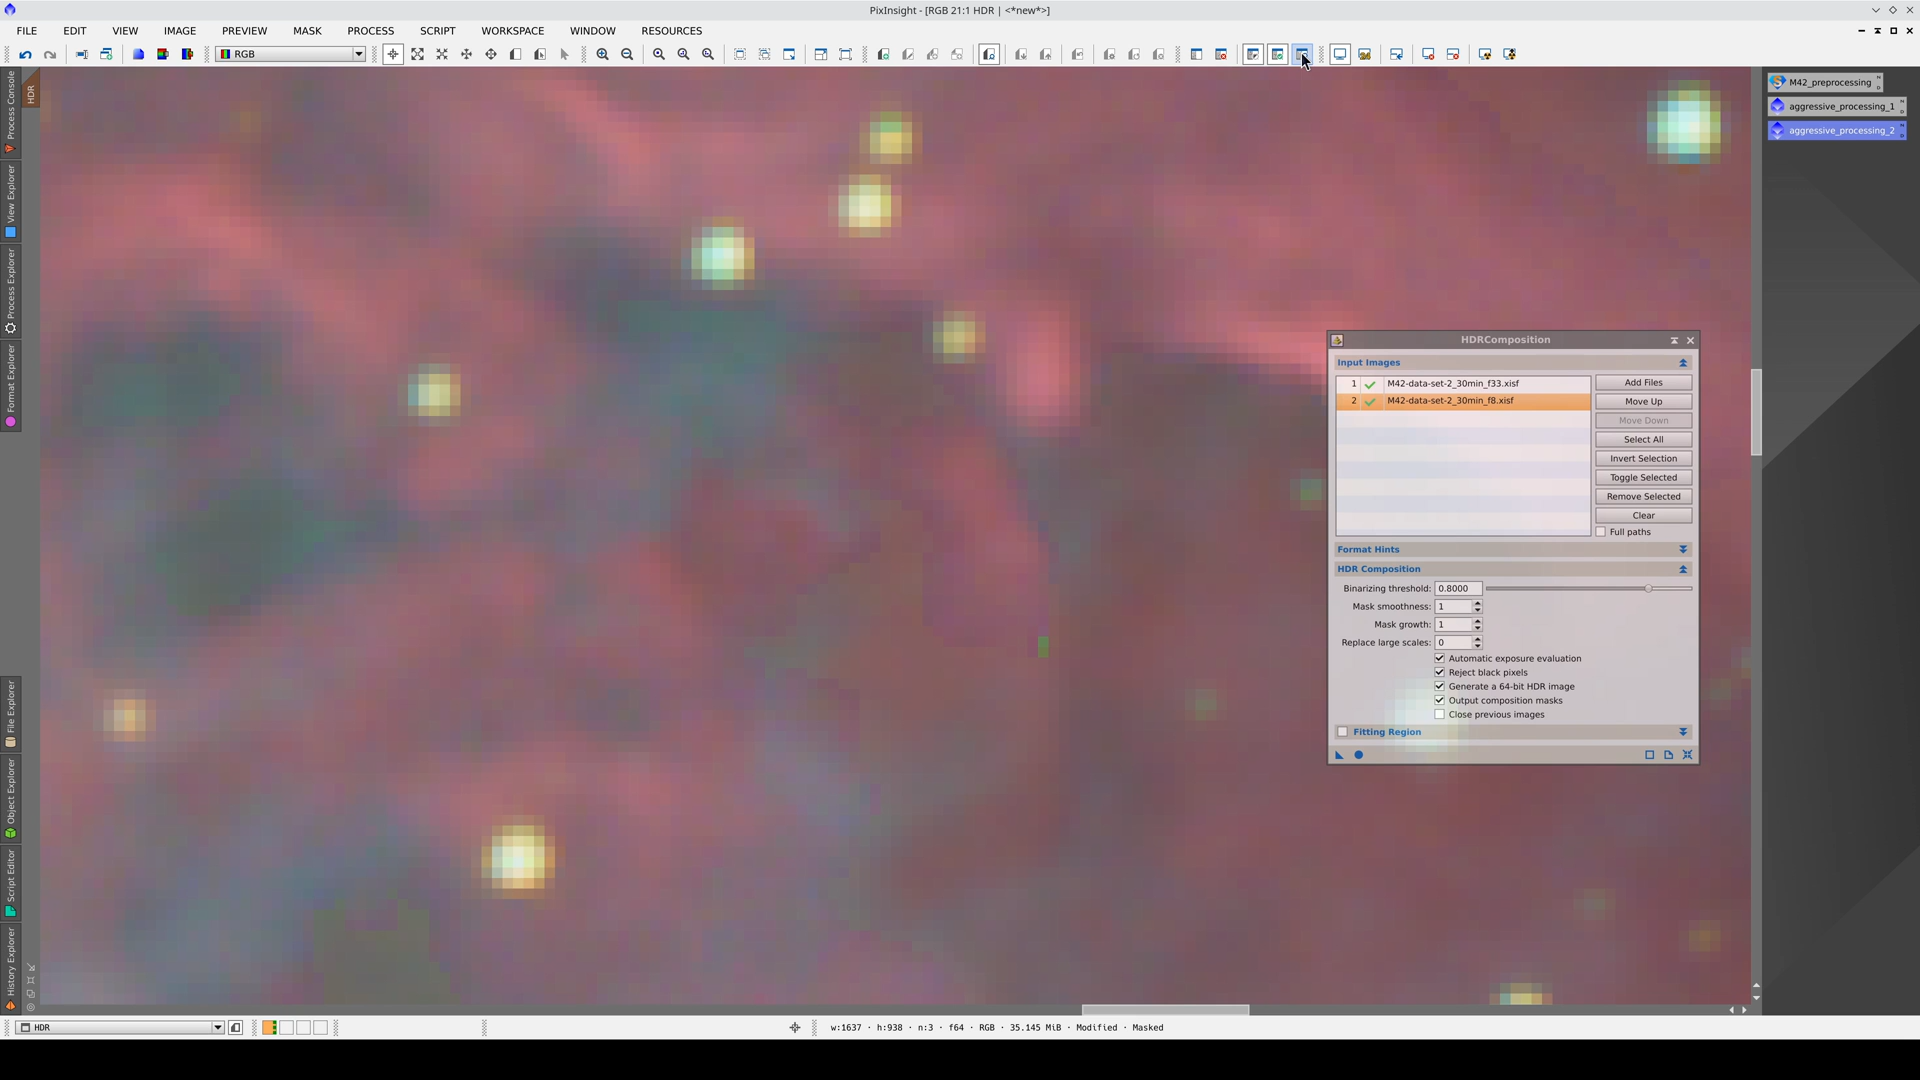 PixInsight - [RGB 21:1 HDR | <*new*>]
FILE EDIT VIEW IMAGE PREVIEW MASK PROCESS SCRIPT WORKSPACE WINDOW RESOURCES
RGB
Process Console
View Explorer
Process Explorer
Format Explorer
File Explorer
Object Explorer
Script Editor
History Explorer
HDR
M42_preprocessing
aggressive_processing_1
aggressive_processing_2
HDRComposition
Input Images
1 M42-data-set-2_30min_f33.xisf
2 M42-data-set-2_30min_f8.xisf
Add Files
Move Up
Move Down
Select All
Invert Selection
Toggle Selected
Remove Selected
Clear
Full paths
Format Hints
HDR Composition
Binarizing threshold: 0.8000
Mask smoothness: 1
Mask growth: 1
Replace large scales: 0
Automatic exposure evaluation
Reject black pixels
Generate a 64-bit HDR image
Output composition masks
Close previous images
Fitting Region
HDR
w:1637 · h:938 · n:3 · f64 · RGB · 35.145 MiB · Modified · Masked